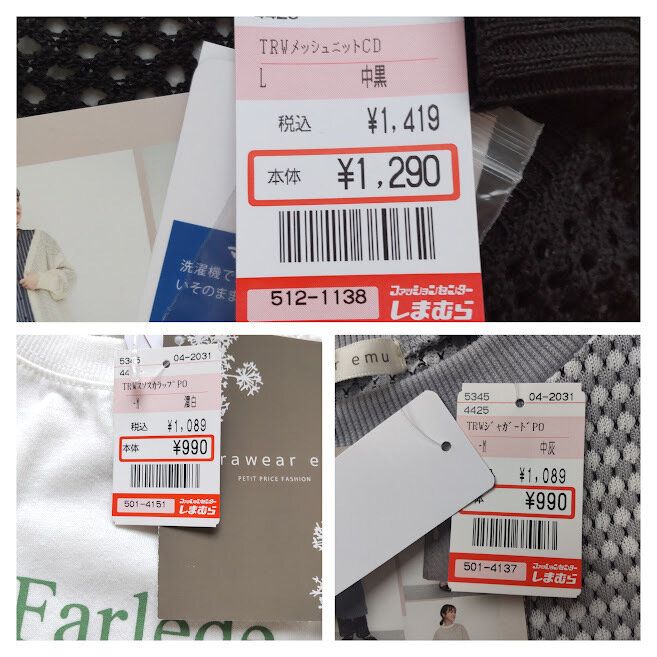 4425
TRWメッシュニットCD
L 中黒
税込 ¥1,419
本体 ¥1,290
512-1138
ファッションセンター
しまむら
洗濯機で
いそのまま
5345 04-2031
44
TRWｽｿｽｶﾗｯﾌﾟPO
-M 濃白
税込 ¥1,089
本体 ¥990
501-4151
ファッションセンター
しまむら
rawear e
PETIT PRICE FASHION
Earlege
r emu
5345 04-2031
4425
TRWｼﾞｬｶﾞｰﾄﾞPO
-M 中灰
¥1,089
体 ¥990
501-4137
ファッションセンター
しまむら